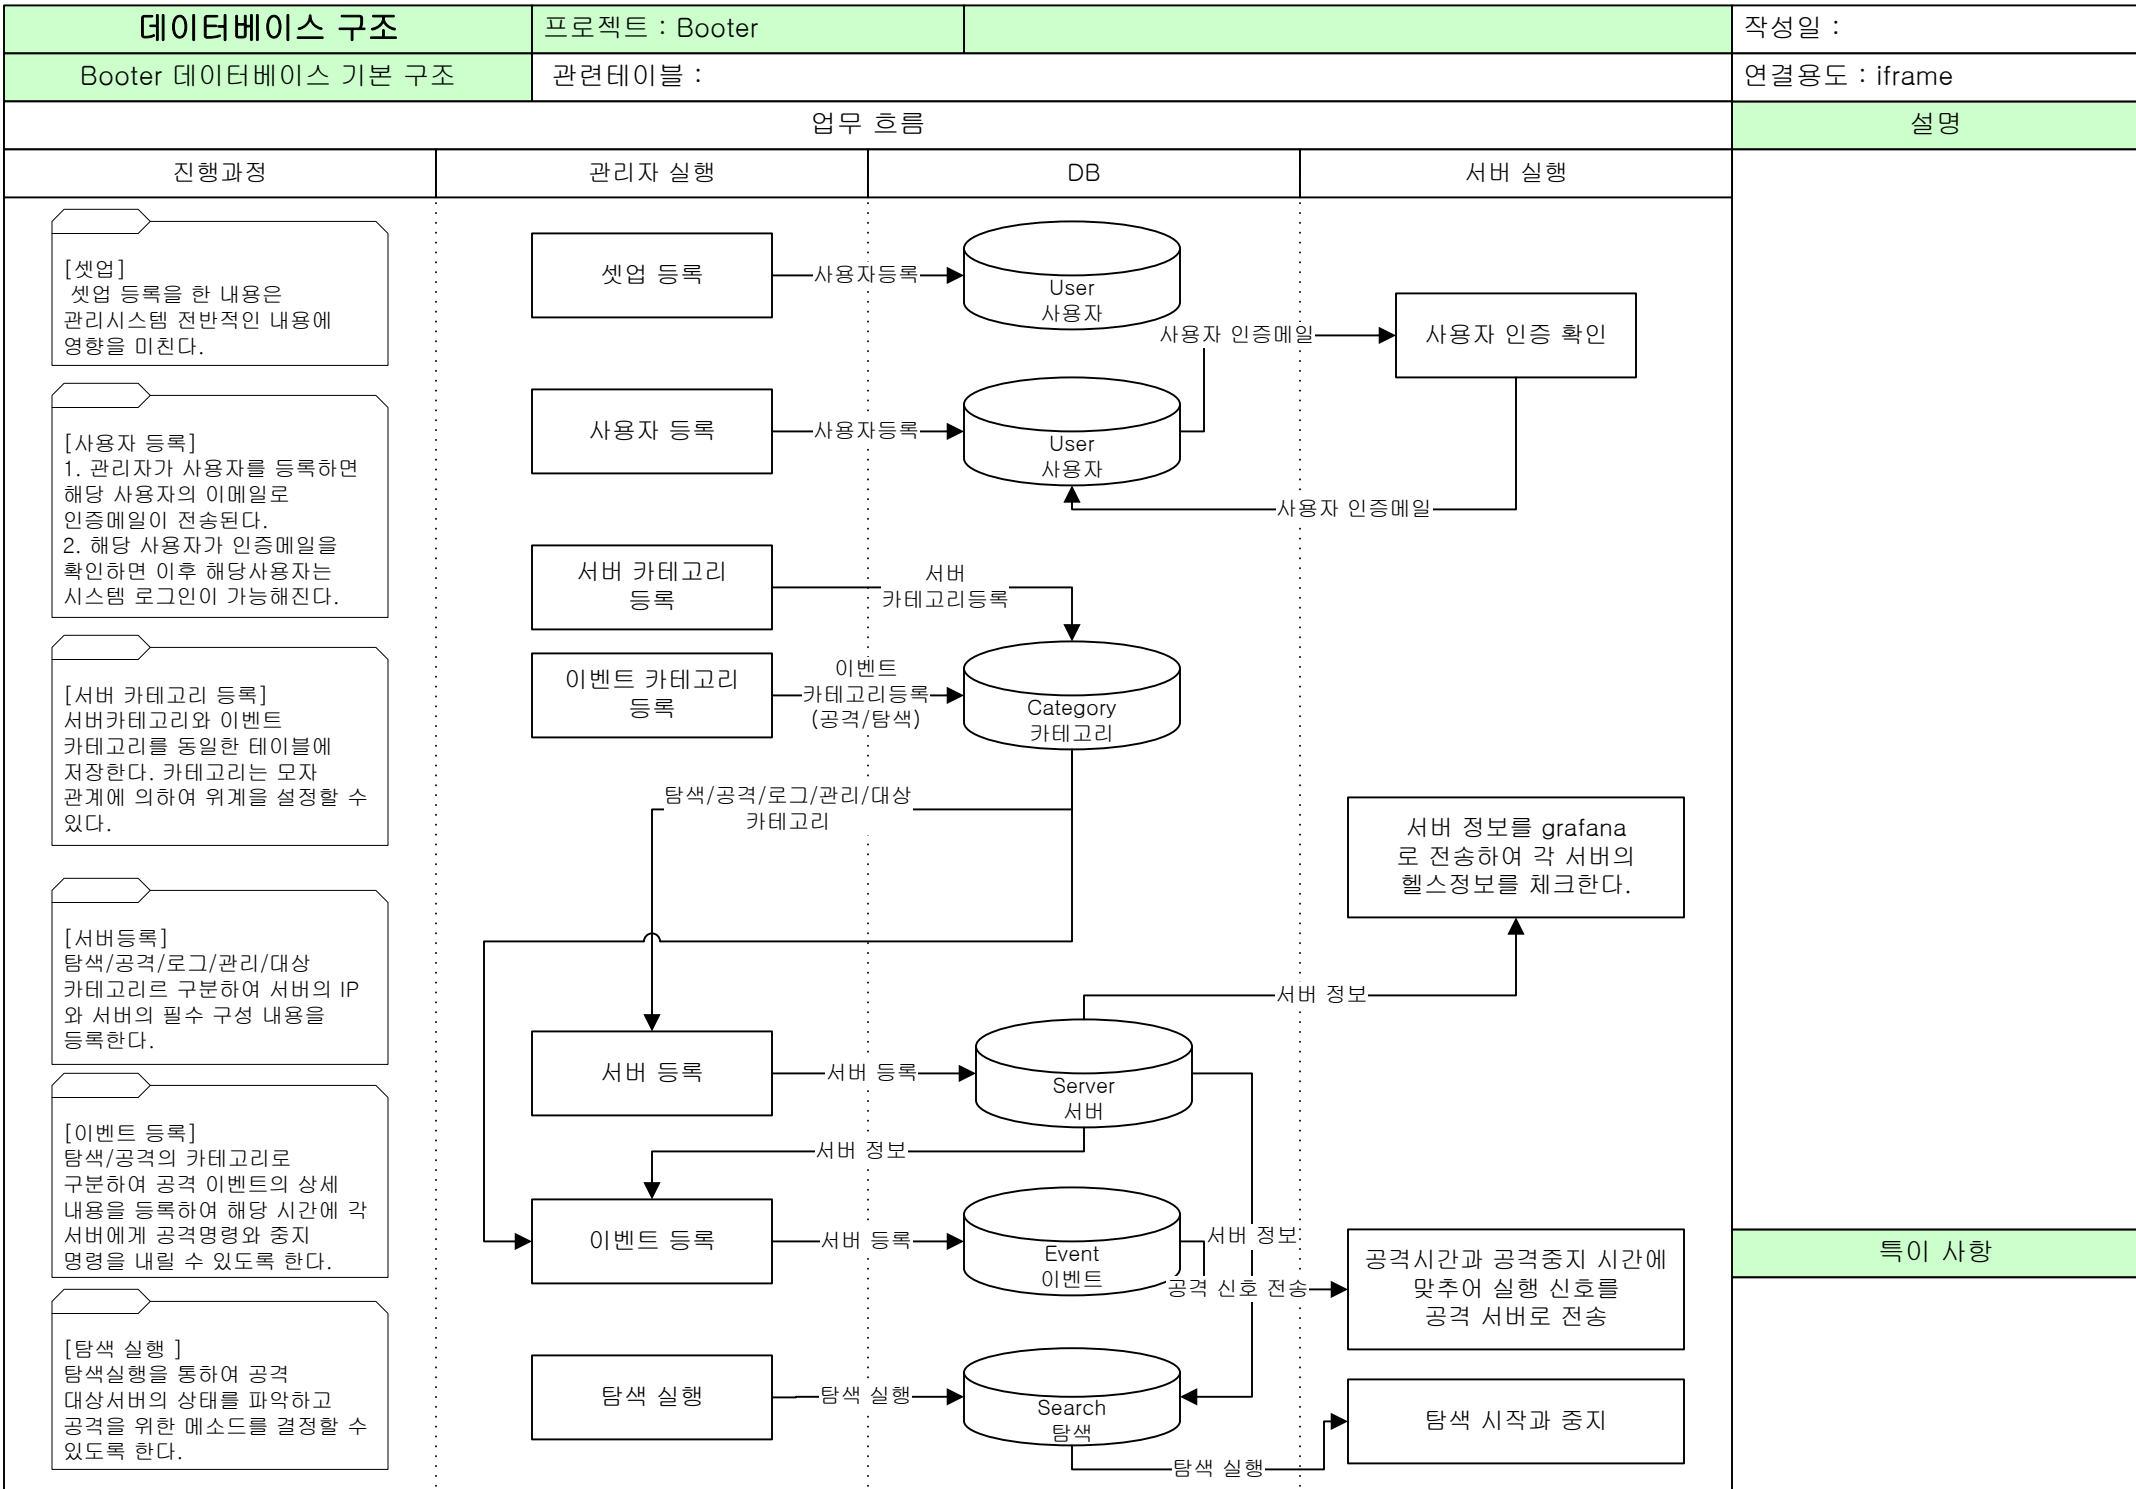 데이터베이스 구조
프로젝트 : Booter
작성일 :
Booter 데이터베이스 기본 구조
관련테이블 :
연결용도 : iframe
업무 흐름
설명
진행과정
관리자 실행
DB
서버 실행
[셋업]
셋업 등록을 한 내용은
관리시스템 전반적인 내용에
영향을 미친다.
셋업 등록
사용자등록
User
사용자
사용자 인증메일
사용자 인증 확인
[사용자 등록]
1. 관리자가 사용자를 등록하면
해당 사용자의 이메일로
인증메일이 전송된다.
2. 해당 사용자가 인증메일을
확인하면 이후 해당사용자는
시스템 로그인이 가능해진다.
사용자 등록
사용자등록
User
사용자
사용자 인증메일
서버 카테고리
등록
서버
카테고리등록
[서버 카테고리 등록]
서버카테고리와 이벤트
카테고리를 동일한 테이블에
저장한다. 카테고리는 모자
관계에 의하여 위계을 설정할 수
있다.
이벤트 카테고리
등록
이벤트
카테고리등록
(공격/탐색)
Category
카테고리
탐색/공격/로그/관리/대상
카테고리
서버 정보를 grafana
로 전송하여 각 서버의
헬스정보를 체크한다.
[서버등록]
탐색/공격/로그/관리/대상
카테고리르 구분하여 서버의 IP
와 서버의 필수 구성 내용을
등록한다.
서버 정보
서버 등록
서버 등록
Server
서버
[이벤트 등록]
탐색/공격의 카테고리로
구분하여 공격 이벤트의 상세
내용을 등록하여 해당 시간에 각
서버에게 공격명령와 중지
명령을 내릴 수 있도록 한다.
서버 정보
이벤트 등록
서버 등록
Event
이벤트
서버 정보
공격 신호 전송
공격시간과 공격중지 시간에
맞추어 실행 신호를
공격 서버로 전송
특이 사항
[탐색 실행 ]
탐색실행을 통하여 공격
대상서버의 상태를 파악하고
공격을 위한 메소드를 결정할 수
있도록 한다.
탐색 실행
탐색 실행
Search
탐색
탐색 실행
탐색 시작과 중지